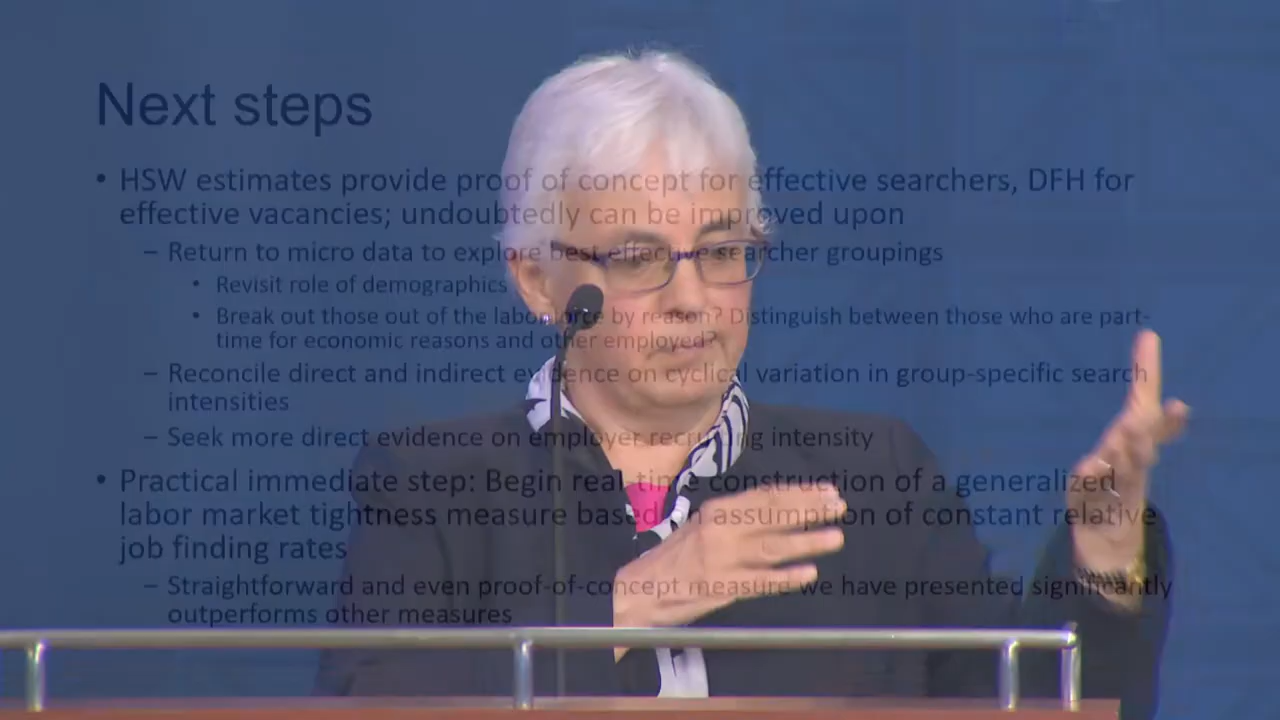 Next steps
• HSW estimates provide proof of concept for effective searchers, DFH for
effective vacancies; undoubtedly can be improved upon
– Return to micro data to explore best effective searcher groupings
• Revisit role of demographics
• Break out those out of the labor force by reason? Distinguish between those who are part-
time for economic reasons and other employed?
– Reconcile direct and indirect evidence on cyclical variation in group-specific search
intensities
– Seek more direct evidence on employer recruiting intensity
• Practical immediate step: Begin real time construction of a generalized
labor market tightness measure based on assumption of constant relative
job finding rates
– Straightforward and even proof-of-concept measure we have presented significantly
outperforms other measures